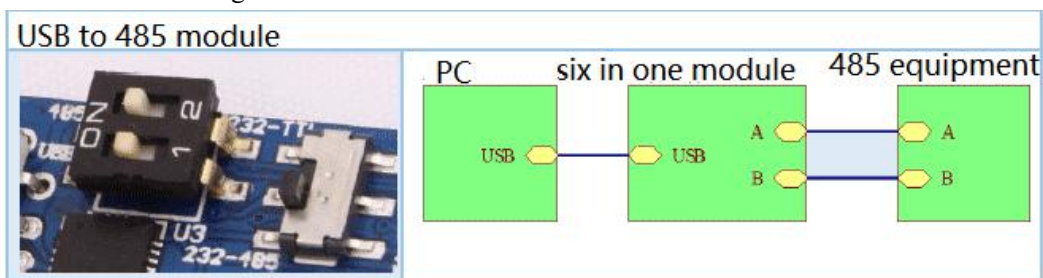 USB to 485 module
PC
six in one module
485 equipment
USB
USB
A
B
A
B
485
USB
ON
1
2
232-TT
U3
232-485